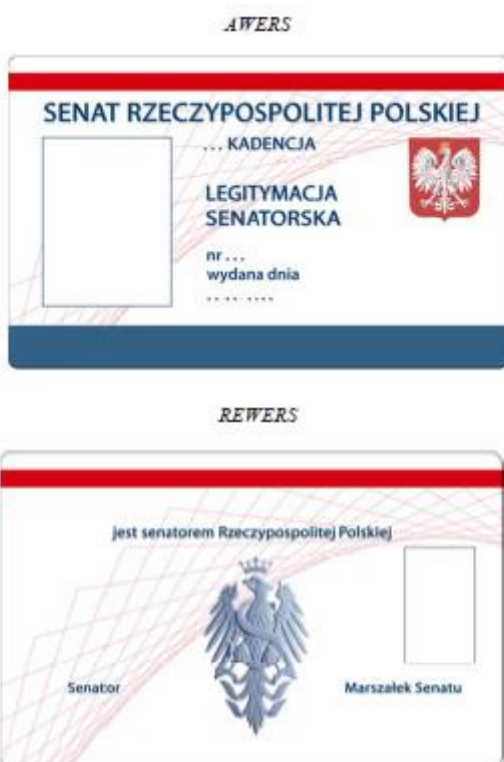 AWERS
SENAT RZECZYPOSPOLITEJ POLSKIEJ
... KADENCJA
LEGITYMACJA
SENATORSKA
nr ...
wydana dnia
.. .. ....
REWERS
jest senatorem Rzeczypospolitej Polskiej
Senator
Marszałek Senatu